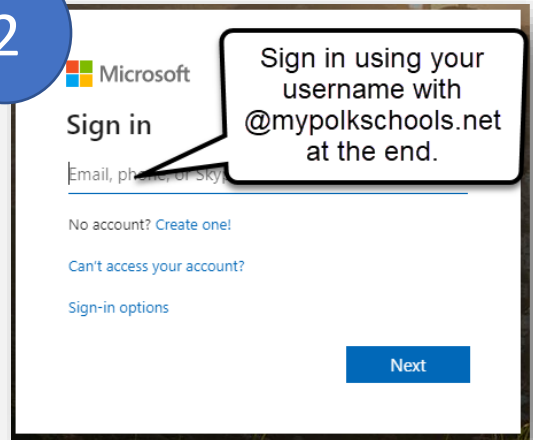 2
Microsoft
Sign in using your
username with
@mypolkschools.net
at the end.
Sign in
Email, phone, or Skyp
No account? Create one!
Can't access your account?
Sign-in options
Next